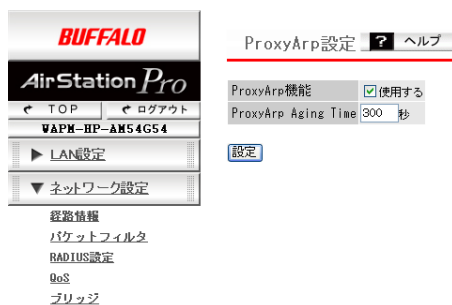 BUFFALO
AirStation Pro
TOP
ログアウト
WAPM-HP-AM54G54
▶ LAN設定
▼ ネットワーク設定
経路情報
パケットフィルタ
RADIUS設定
QoS
ブリッジ
ProxyArp設定 ? ヘルプ
ProxyArp機能 使用する
ProxyArp Aging Time 300 秒
設定